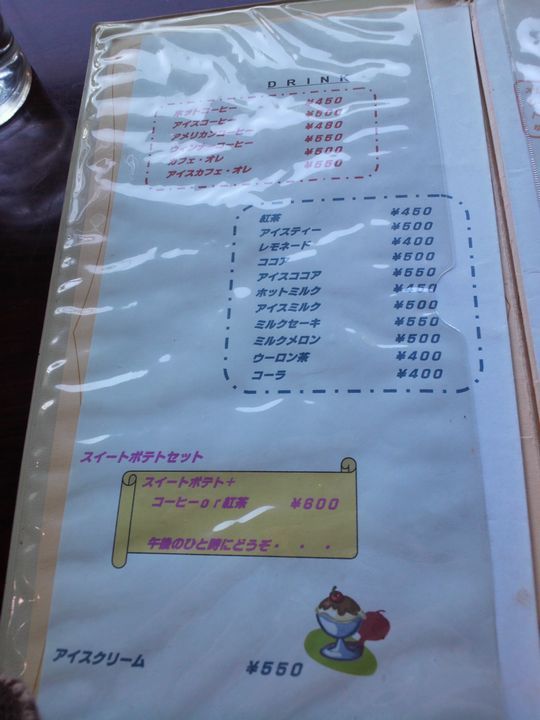 DRINK
ホットコーヒー ¥450
アイスコーヒー ¥500
アメリカンコーヒー ¥480
ウィンナーコーヒー ¥550
カフェ・オレ ¥500
アイスカフェ・オレ ¥550
紅茶 ¥450
アイスティー ¥500
レモネード ¥400
ココア ¥500
アイスココア ¥550
ホットミルク ¥450
アイスミルク ¥500
ミルクセーキ ¥550
ミルクメロン ¥500
ウーロン茶 ¥400
コーラ ¥400
スイートポテトセット
スイートポテト+
コーヒーor紅茶 ¥600
午後のひと時にどうぞ・・・
アイスクリーム ¥550